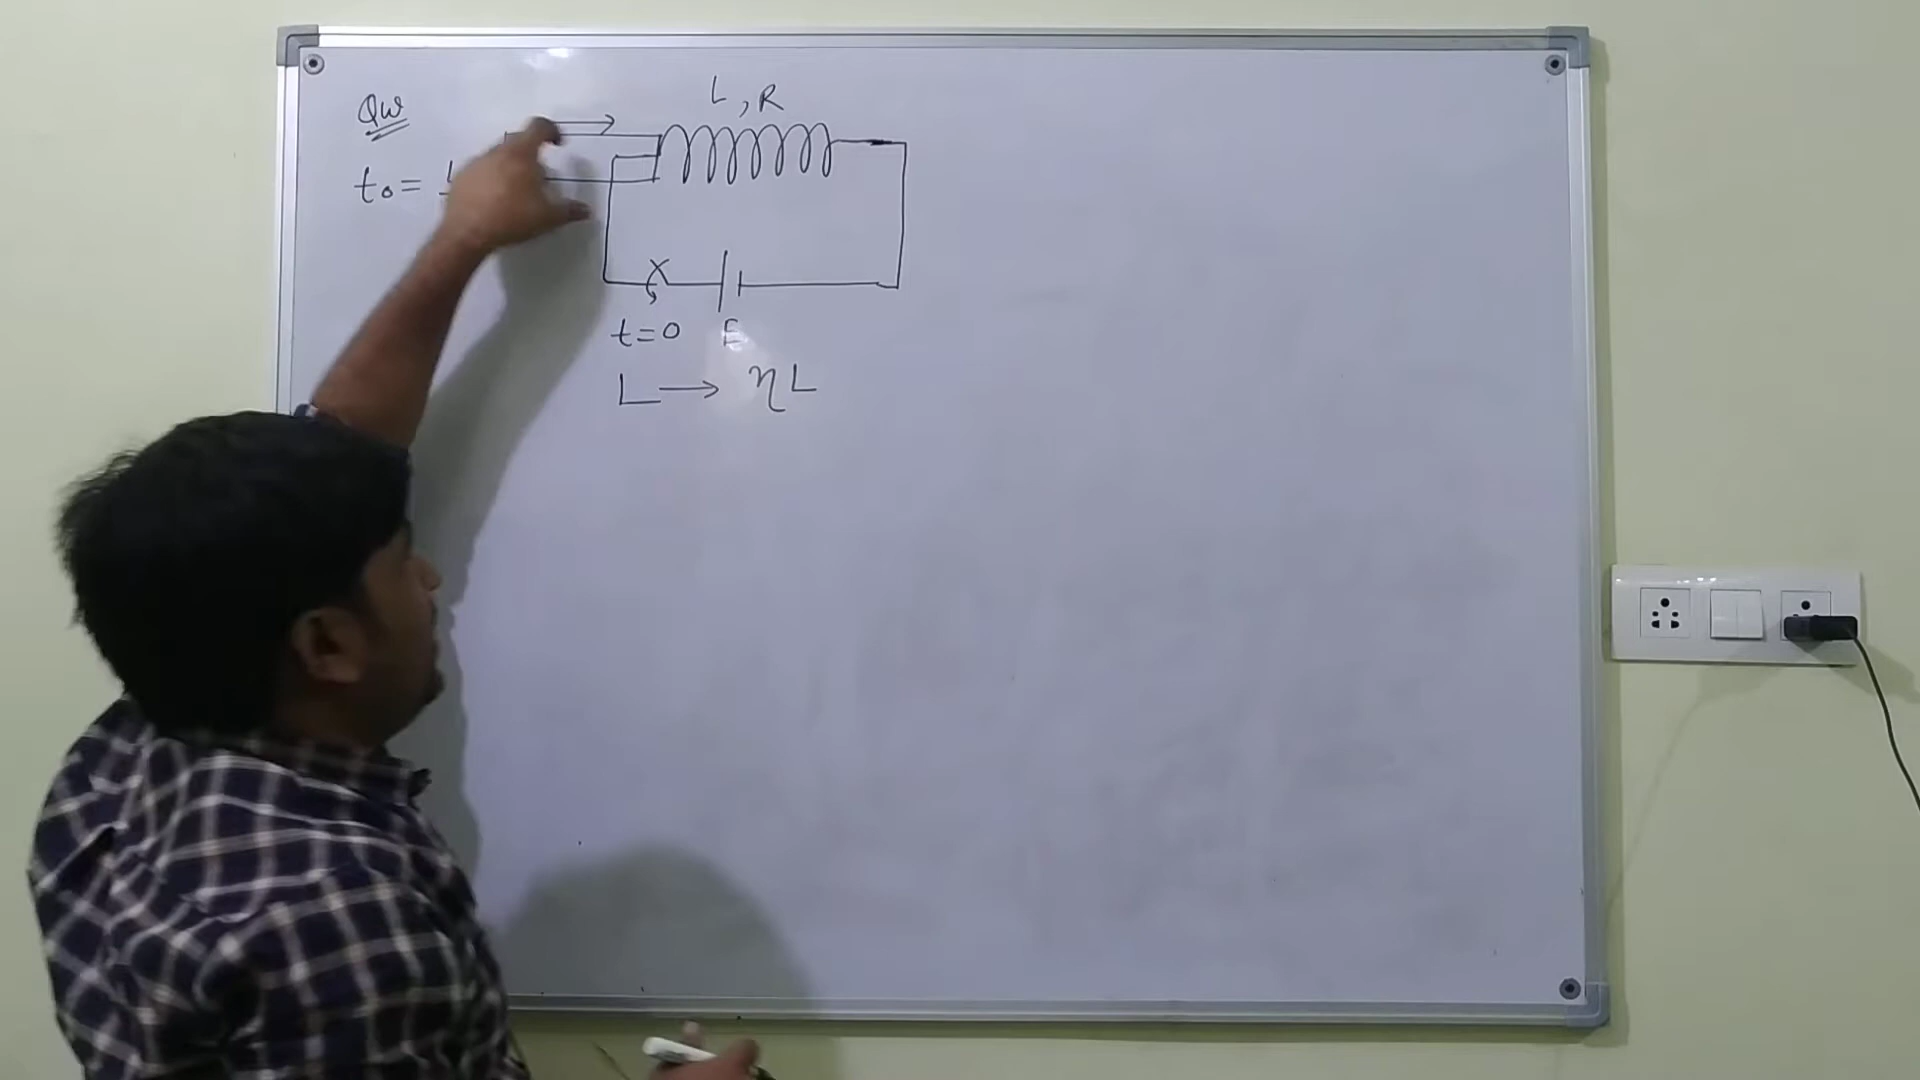 Qw
L, R
t₀ =
t=0 E
L → ηL